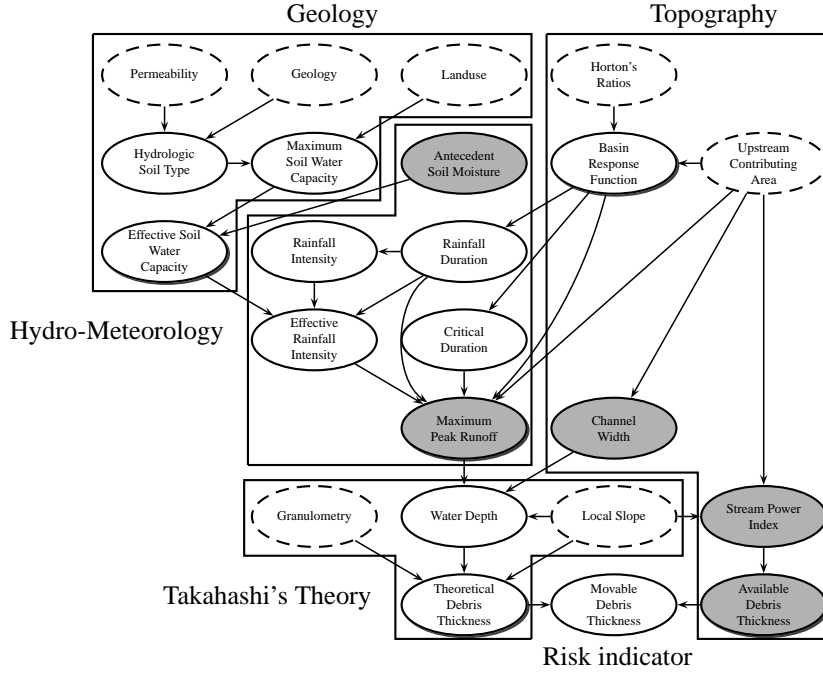 Geology
Topography
Permeability
Geology
Landuse
Horton's
Ratios
Hydrologic
Soil Type
Maximum
Soil Water
Capacity
Antecedent
Soil Moisture
Basin
Response
Function
Upstream
Contributing
Area
Effective Soil
Water
Capacity
Rainfall
Intensity
Rainfall
Duration
Hydro-Meteorology
Effective
Rainfall
Intensity
Critical
Duration
Maximum
Peak Runoff
Channel
Width
Granulometry
Water Depth
Local Slope
Stream Power
Index
Takahashi's Theory
Theoretical
Debris
Thickness
Movable
Debris
Thickness
Available
Debris
Thickness
Risk indicator